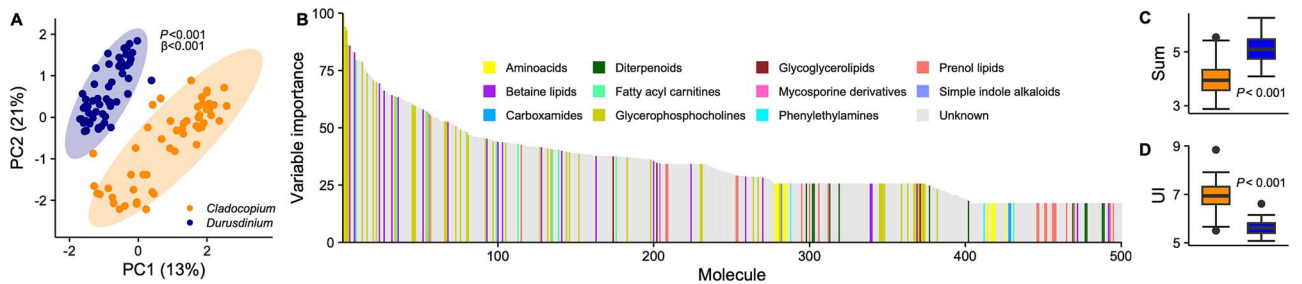 A
PC2 (21%)
2
1
0
-1
-2
P<0.001
β<0.001
Cladocopium
Durusdinium
-2
0
2
PC1 (13%)
B
Variable importance
100
75
50
25
0
Aminoacids
Diterpenoids
Glycoglycerolipids
Prenol lipids
Betaine lipids
Fatty acyl carnitines
Mycosporine derivatives
Simple indole alkaloids
Carboxamides
Glycerophosphocholines
Phenylethylamines
Unknown
100
200
300
400
500
Molecule
C
Sum
5
3
P < 0.001
D
UI
9
7
5
P < 0.001